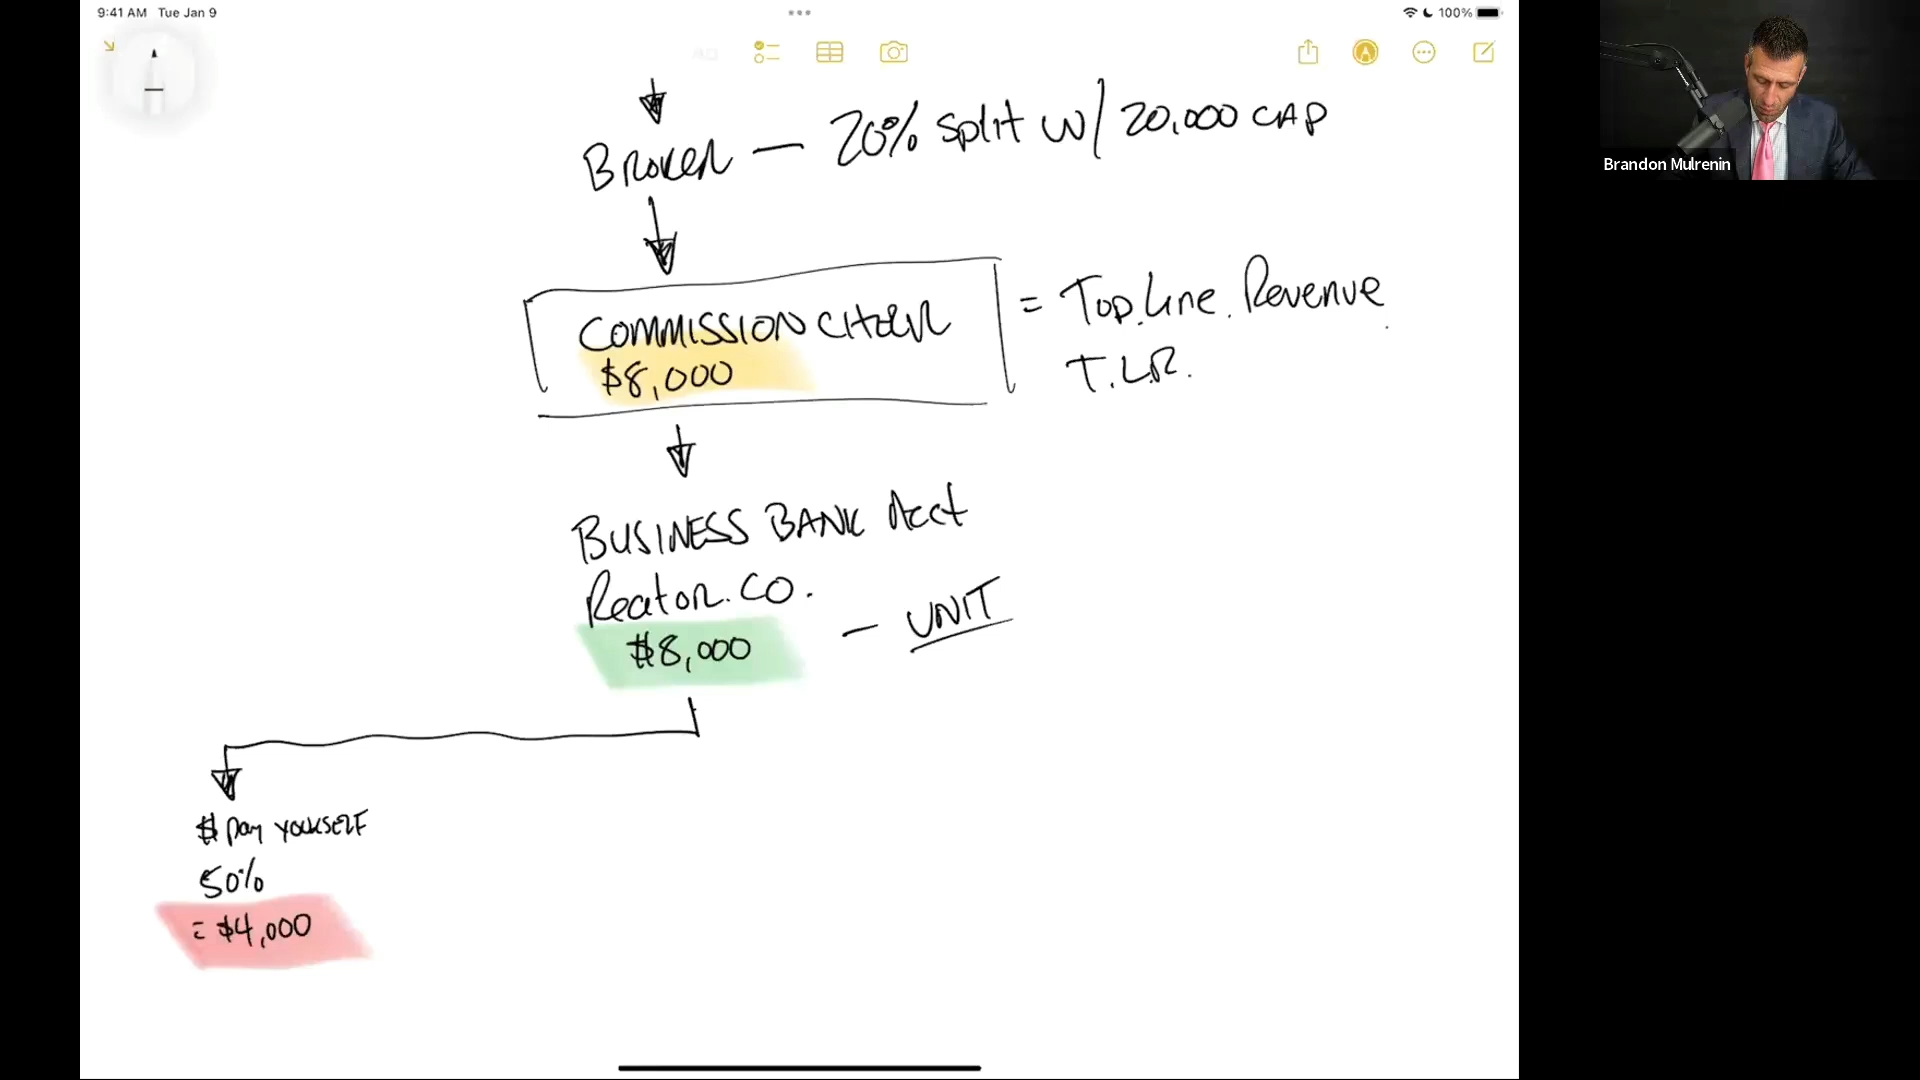 9:41 AM Tue Jan 9
100%
Broker — 20% Split w/ 20,000 CAP
COMMISSION CHECK
$8,000
= Top.Line.Revenue
T.L.R.
BUSINESS BANK Acct
Reator.CO.
$8,000 — UNIT
$ pay YOURSELF
50%
= $4,000
Brandon Mulrenin